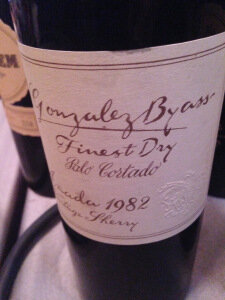 Gonzalez Byass
Finest Dry
Palo Cortado
1982
Sherry